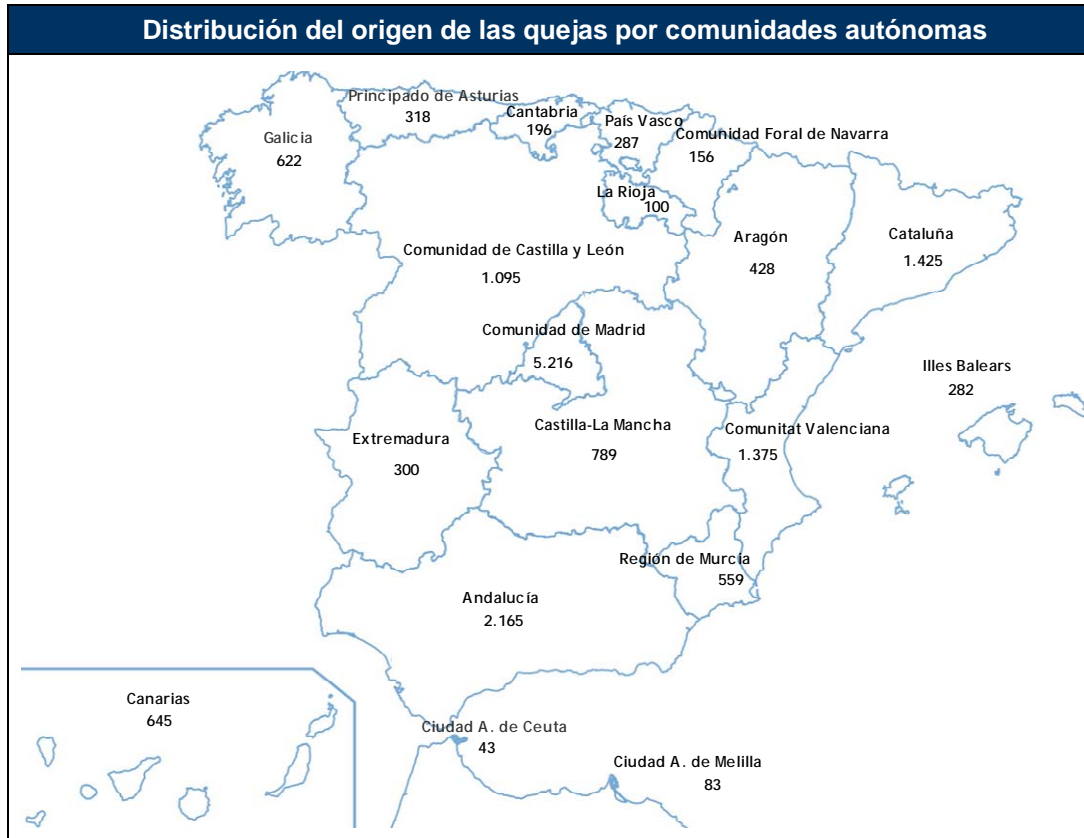 Distribución del origen de las quejas por comunidades autónomas
Principado de Asturias
318
Cantabria
196
País Vasco
287
Comunidad Foral de Navarra
156
Galicia
622
La Rioja
100
Aragón
428
Cataluña
1.425
Comunidad de Castilla y León
1.095
Comunidad de Madrid
5.216
Illes Balears
282
Extremadura
300
Castilla-La Mancha
789
Comunitat Valenciana
1.375
Región de Murcia
559
Andalucía
2.165
Canarias
645
Ciudad A. de Ceuta
43
Ciudad A. de Melilla
83